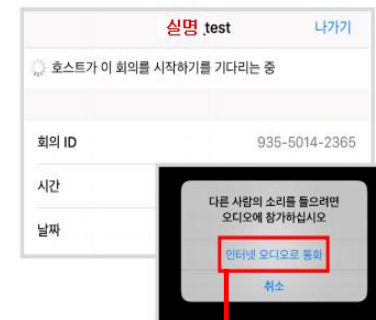 실명 test 나가기
호스트가 이 회의를 시작하기를 기다리는 중
회의 ID 935-5014-2365
시간
날짜
다른 사람의 소리를 들으려면
오디오에 참가하십시오
인터넷 오디오로 통화
취소